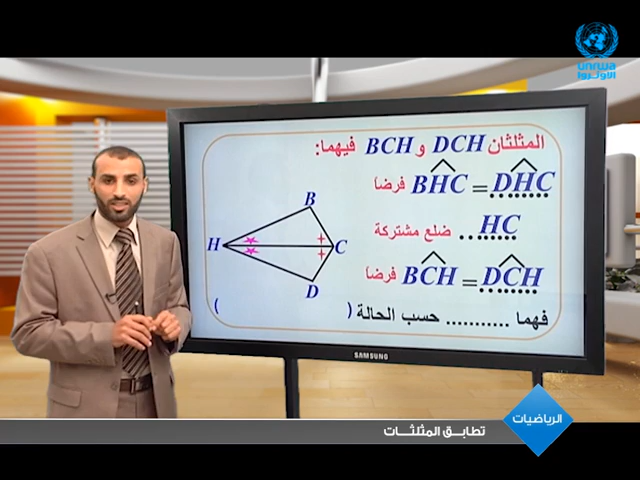 unrwa
الأونروا
المثلثان DCH و BCH فيهما:
BHC = DHC فرضاً
HC ضلع مشتركة
BCH = DCH فرضاً
فهما ........... حسب الحالة ( )
B
H
C
D
SAMSUNG
الرياضيات
تطابق المثلثات